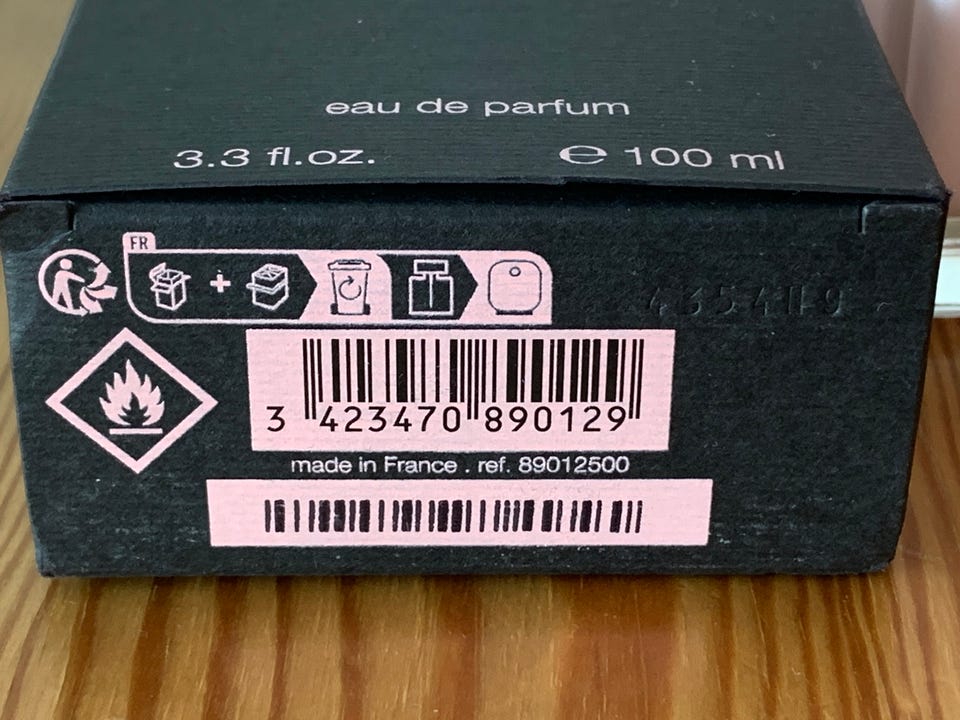 eau de parfum
3.3 fl.oz. ℮ 100 ml
FR
3 423470 890129
made in France . ref. 89012500